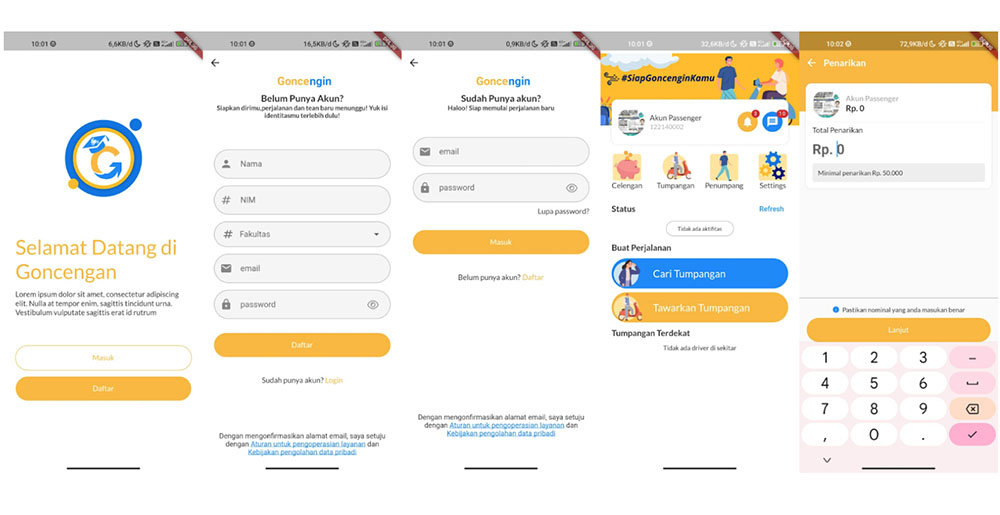 10:01
6,6KB/d
Selamat Datang di
Goncengan
Lorem ipsum dolor sit amet, consectetur adipiscing
elit. Nulla at tempor enim, sagittis tincidunt urna.
Vestibulum vulputate sagittis erat id rutrum
Masuk
Daftar
10:01
16,5KB/d
Goncengin
Belum Punya Akun?
Siapkan dirimu,perjalanan dan tean baru menunggu! Yuk isi
identitasmu terlebih dulu!
Nama
# NIM
# Fakultas
email
password
Daftar
Sudah punya akun? Login
Dengan mengonfirmasikan alamat email, saya setuju
dengan Aturan untuk pengoperasian layanan dan
Kebijakan pengolahan data pribadi
10:01
0,9KB/d
Goncengin
Sudah Punya akun?
Haloo! Siap memulai perjalanan baru
email
password
Lupa password?
Masuk
Belum punya akun? Daftar
Dengan mengonfirmasikan alamat email, saya setuju
dengan Aturan untuk pengoperasian layanan dan
Kebijakan pengolahan data pribadi
10:01
32,6KB/d
#SiapGoncenginKamu
Akun Passenger
122140002
Celengan Tumpangan Penumpang Settings
Status Refresh
Tidak ada aktifitas
Buat Perjalanan
Cari Tumpangan
Tawarkan Tumpangan
Tumpangan Terdekat
Tidak ada driver di sekitar
10:02
72,9KB/d
Penarikan
Akun Passenger
Rp. 0
Total Penarikan
Rp. 0
Minimal penarikan Rp. 50.000
Pastikan nominal yang anda masukan benar
Lanjut
1 2 3 -
4 5 6
7 8 9
, 0 .